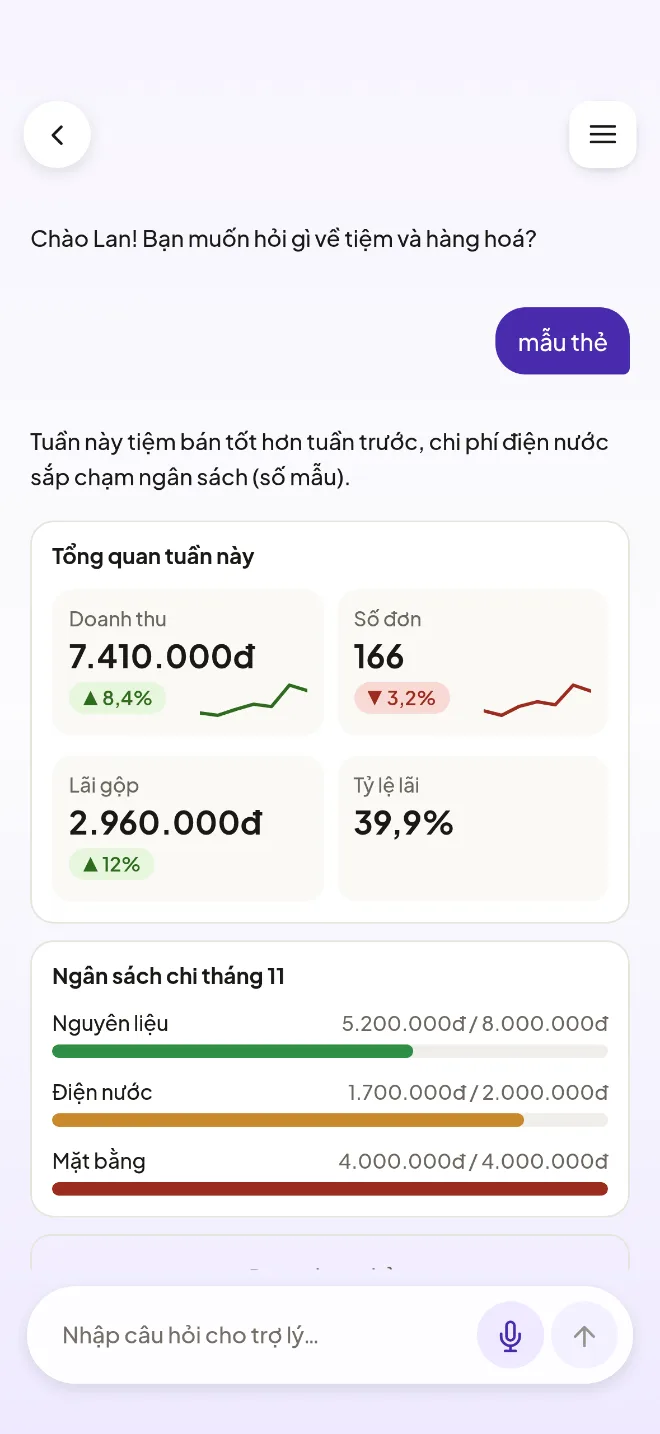 Chào Lan! Bạn muốn hỏi gì về tiệm và hàng hoá?
mẫu thẻ
Tuần này tiệm bán tốt hơn tuần trước, chi phí điện nước
sắp chạm ngân sách (số mẫu).
Tổng quan tuần này
Doanh thu
7.410.000đ
▲ 8,4%
Số đơn
166
▼ 3,2%
Lãi gộp
2.960.000đ
▲ 12%
Tỷ lệ lãi
39,9%
Ngân sách chi tháng 11
Nguyên liệu 5.200.000đ / 8.000.000đ
Điện nước 1.700.000đ / 2.000.000đ
Mặt bằng 4.000.000đ / 4.000.000đ
Nhập câu hỏi cho trợ lý...